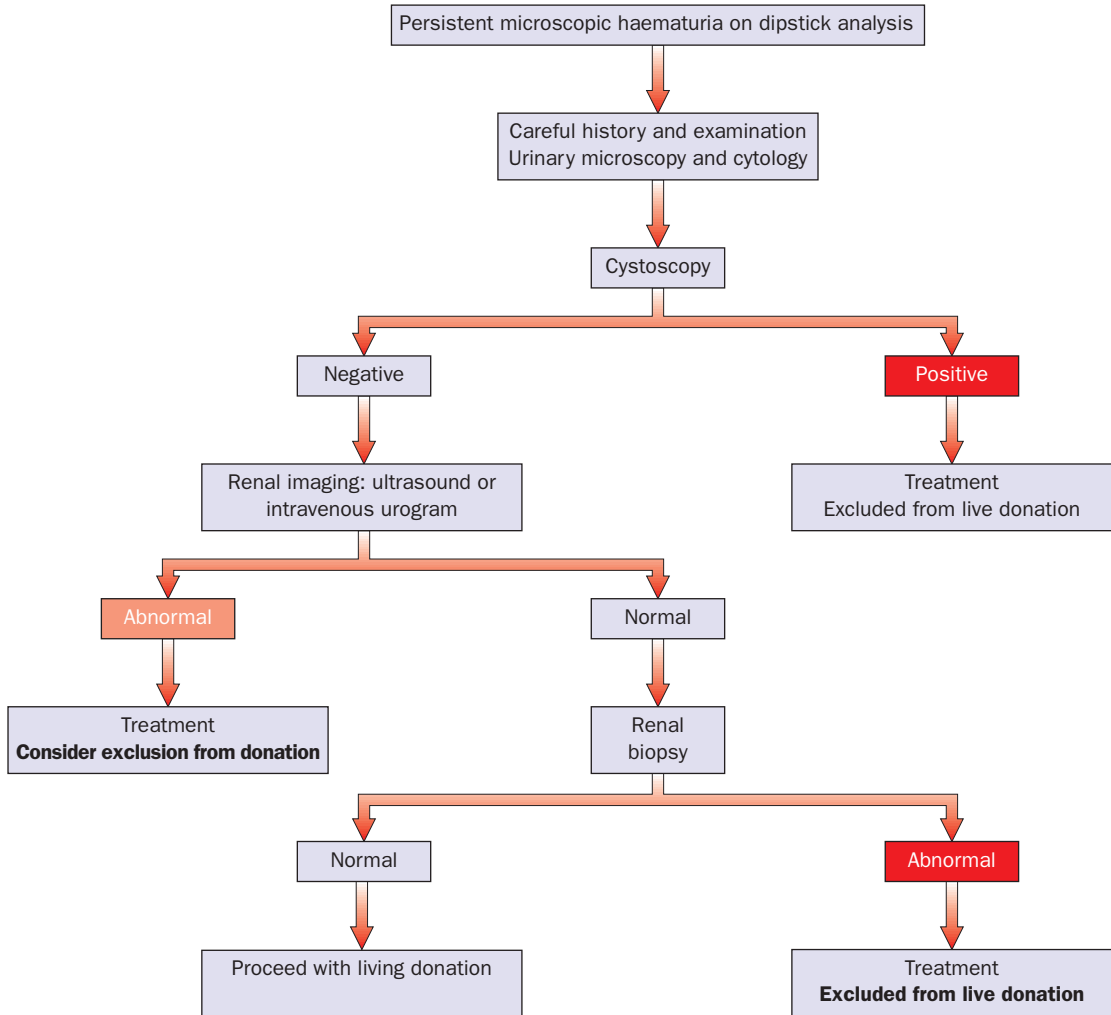 Persistent microscopic haematuria on dipstick analysis
Careful history and examination
Urinary microscopy and cytology
Cystoscopy
Negative
Positive
Renal imaging: ultrasound or
intravenous urogram
Treatment
Excluded from live donation
Abnormal
Normal
Treatment
Consider exclusion from donation
Renal
biopsy
Normal
Abnormal
Proceed with living donation
Treatment
Excluded from live donation